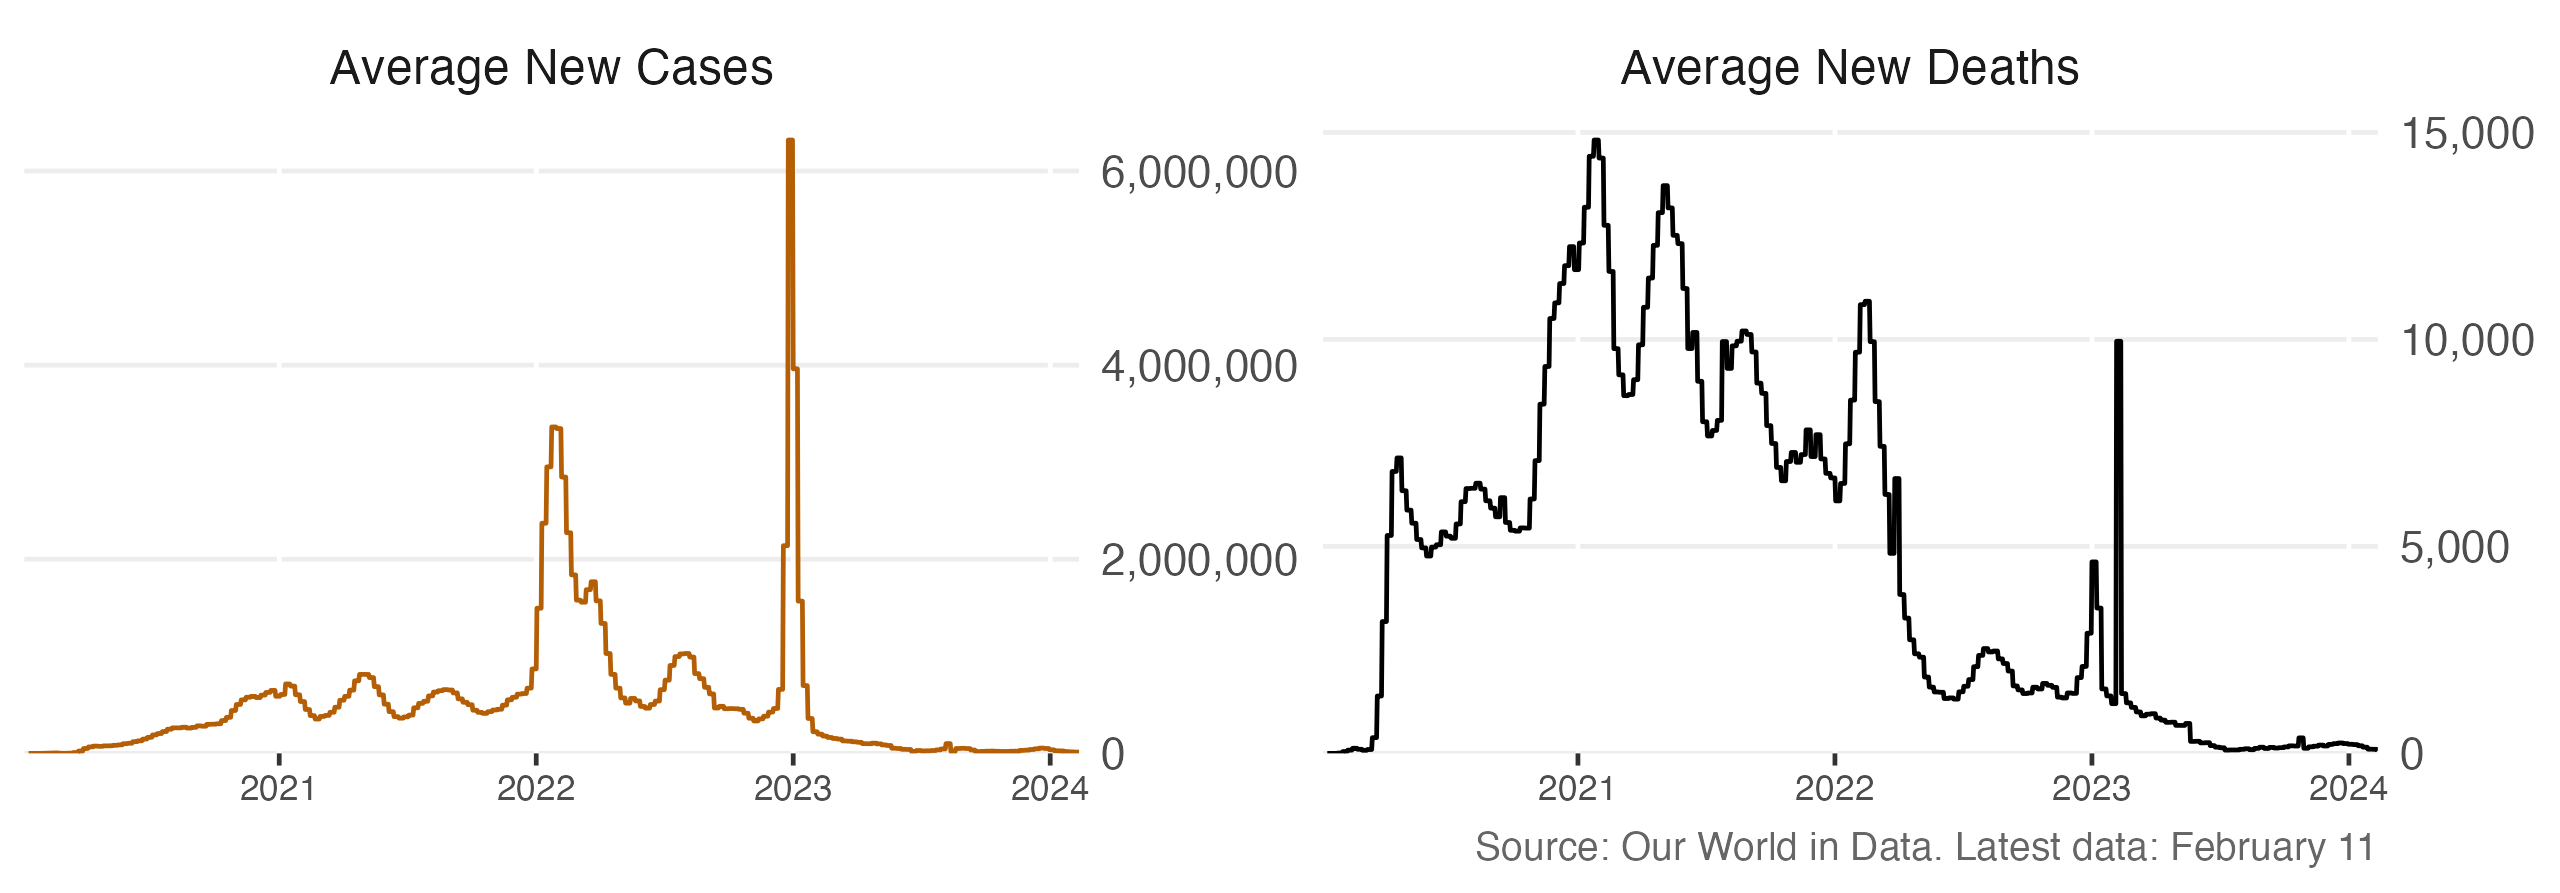 Average New Cases
6,000,000
4,000,000
2,000,000
0
2021 2022 2023 2024
Average New Deaths
15,000
10,000
5,000
0
2021 2022 2023 2024
Source: Our World in Data. Latest data: February 11